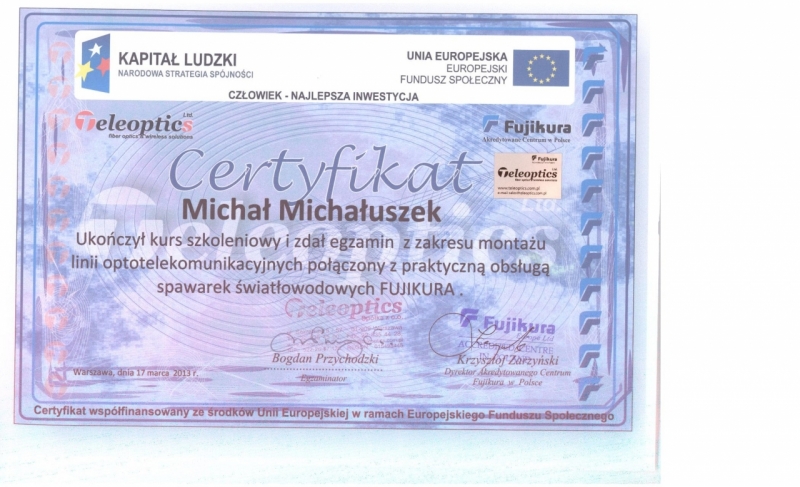 KAPITAŁ LUDZKI
NARODOWA STRATEGIA SPÓJNOŚCI
UNIA EUROPEJSKA
EUROPEJSKI
FUNDUSZ SPOŁECZNY
CZŁOWIEK - NAJLEPSZA INWESTYCJA
Teleoptics Ltd.
fiber optics & wireless solutions
Fujikura
Akredytowane Centrum w Polsce
Certyfikat
Fujikura
Teleoptics
Michał Michałuszek
Teleoptics
Ukończył kurs szkoleniowy i zdał egzamin z zakresu montażu
linii optotelekomunikacyjnych połączony z praktyczną obsługą
spawarek światłowodowych FUJIKURA .
Teleoptics
Fujikura
Bogdan Przychodzki
Egzaminator
Krzysztof Zarzyński
Dyrektor Akredytowanego Centrum
Fujikura w Polsce
Warszawa, dnia 17 marca 2013 r.
Certyfikat współfinansowany ze środków Unii Europejskiej w ramach Europejskiego Funduszu Społecznego